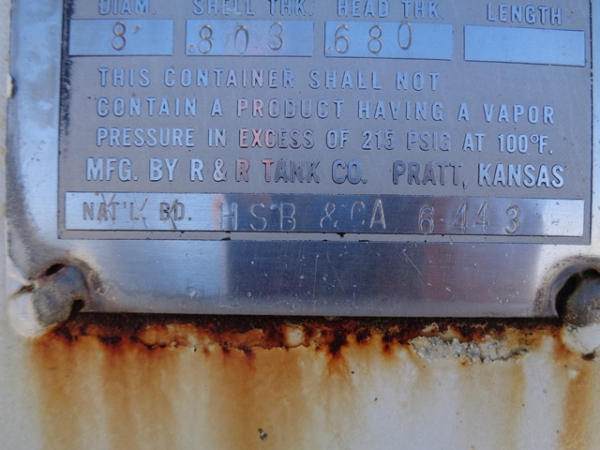 DIAM. SHELL THK. HEAD THK. LENGTH
8 .803 .680
THIS CONTAINER SHALL NOT
CONTAIN A PRODUCT HAVING A VAPOR
PRESSURE IN EXCESS OF 215 PSIG AT 100°F.
MFG. BY R & R TANK CO. PRATT, KANSAS
NAT'L. BD. HSB & CA 6443